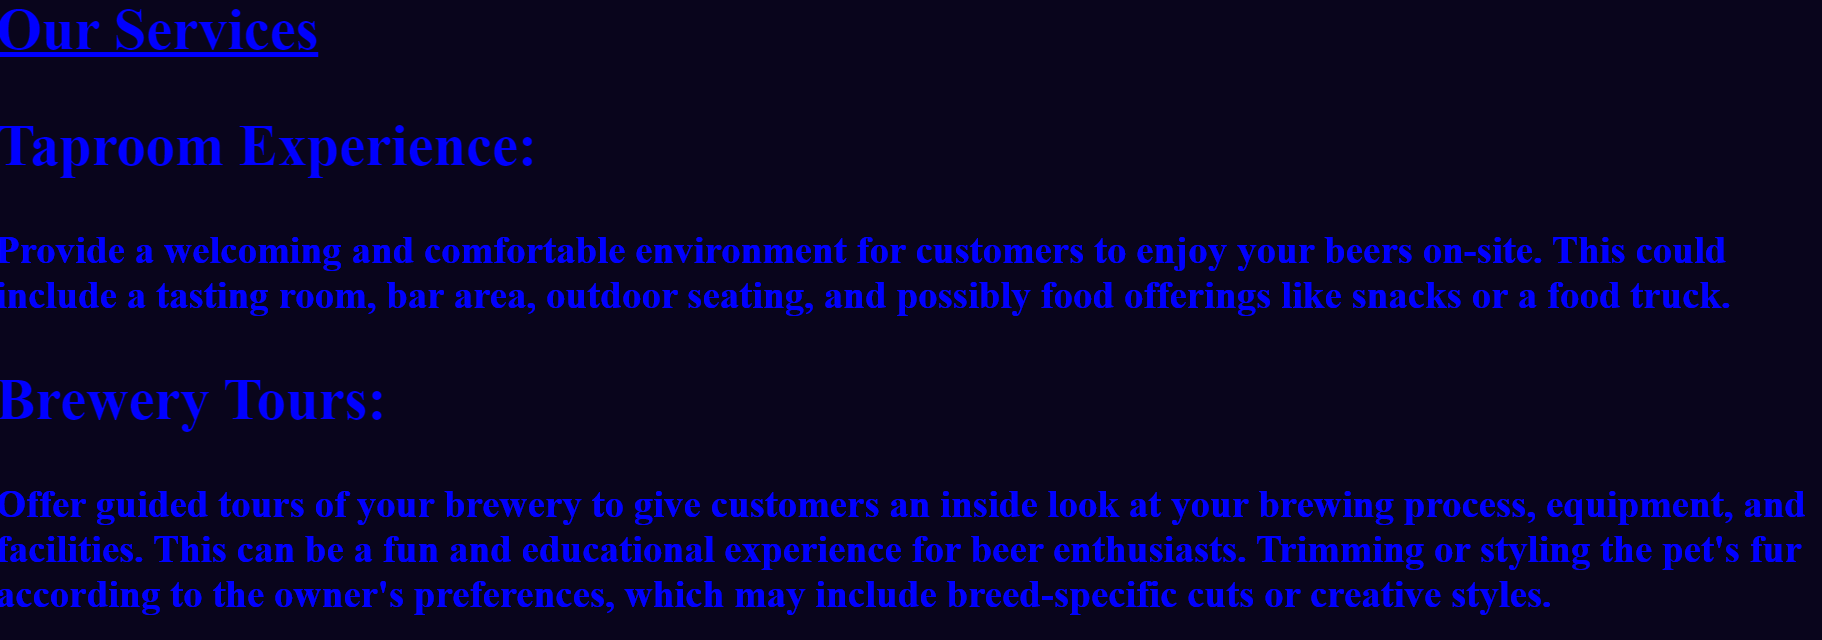 Our Services
Taproom Experience:
Provide a welcoming and comfortable environment for customers to enjoy your beers on-site. This could
include a tasting room, bar area, outdoor seating, and possibly food offerings like snacks or a food truck.
Brewery Tours:
Offer guided tours of your brewery to give customers an inside look at your brewing process, equipment, and
facilities. This can be a fun and educational experience for beer enthusiasts. Trimming or styling the pet's fur
according to the owner's preferences, which may include breed-specific cuts or creative styles.